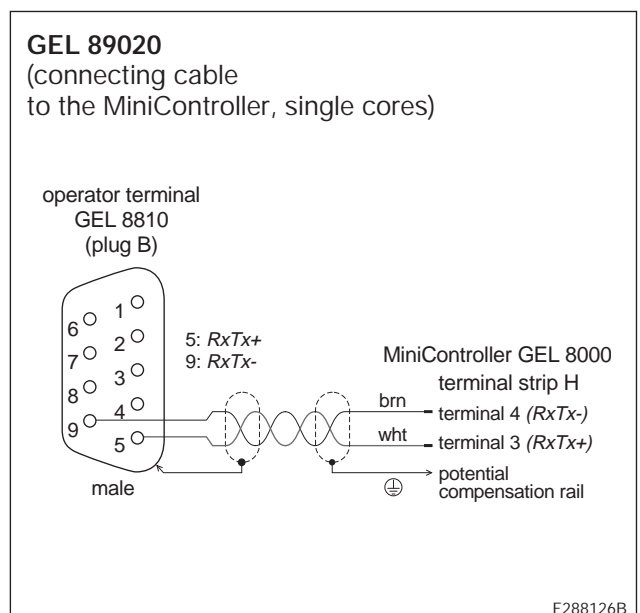 GEL 89020
(connecting cable
to the MiniController, single cores)
operator terminal
GEL 8810
(plug B)
1
6
2
7
3
8
4
9
5
5: RxTx+
9: RxTx-
male
MiniController GEL 8000
terminal strip H
brn
terminal 4 (RxTx-)
wht
terminal 3 (RxTx+)
potential
compensation rail
F288126B